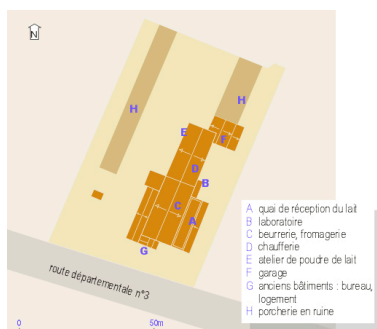 N
H
H
E
F
D
B
C
A
G
A quai de réception du lait
B laboratoire
C beurrerie, fromagerie
D chaufferie
E atelier de poudre de lait
F garage
G anciens bâtiments : bureau,
logement
H porcherie en ruine
route départementale n°3
0 50m